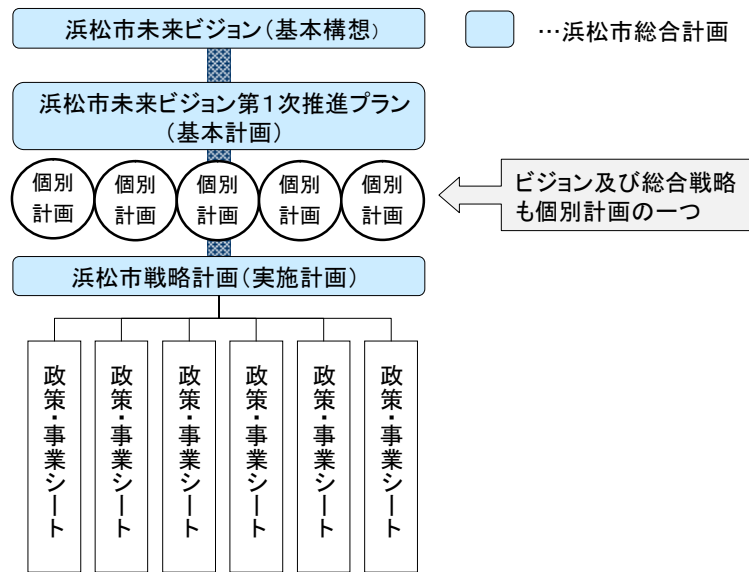 浜松市未来ビジョン(基本構想)
…浜松市総合計画
浜松市未来ビジョン第1次推進プラン
(基本計画)
個別
計画
個別
計画
個別
計画
個別
計画
個別
計画
ビジョン及び総合戦略
も個別計画の一つ
浜松市戦略計画(実施計画)
政策・事業シート
政策・事業シート
政策・事業シート
政策・事業シート
政策・事業シート
政策・事業シート